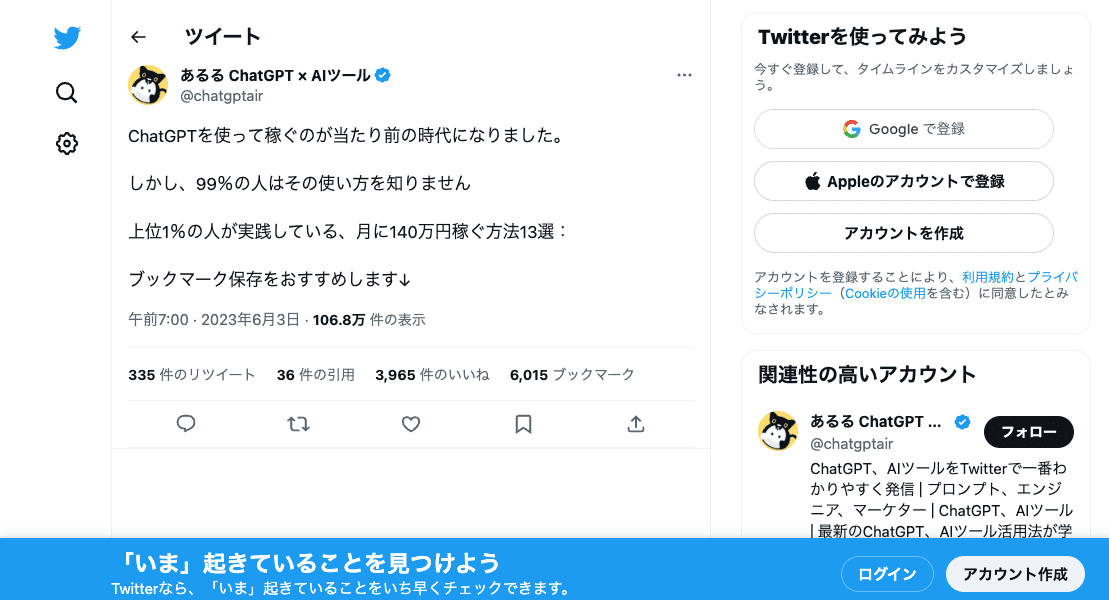 ツイート
あるる ChatGPT × AIツール
@chatgptair
ChatGPTを使って稼ぐのが当たり前の時代になりました。
しかし、99％の人はその使い方を知りません
上位1％の人が実践している、月に140万円稼ぐ方法13選：
ブックマーク保存をおすすめします↓
午前7:00 · 2023年6月3日 · 106.8万 件の表示
335 件のリツイート 36 件の引用 3,965 件のいいね 6,015 ブックマーク
Twitterを使ってみよう
今すぐ登録して、タイムラインをカスタマイズしましょ
う。
Google で登録
Appleのアカウントで登録
アカウントを作成
アカウントを登録することにより、利用規約とプライバ
シーポリシー（Cookieの使用を含む）に同意したとみ
なされます。
関連性の高いアカウント
あるる ChatGPT ...
@chatgptair
フォロー
ChatGPT、AIツールをTwitterで一番わ
かりやすく発信 | プロンプト、エンジ
ニア、マーケター | ChatGPT、AIツール
| 最新のChatGPT、AIツール活用法が学
「いま」起きていることを見つけよう
Twitterなら、「いま」起きていることをいち早くチェックできます。
ログイン
アカウント作成